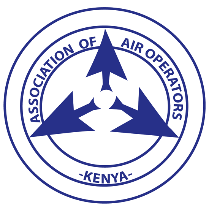 ASSOCIATION OF AIR OPERATORS
-KENYA-